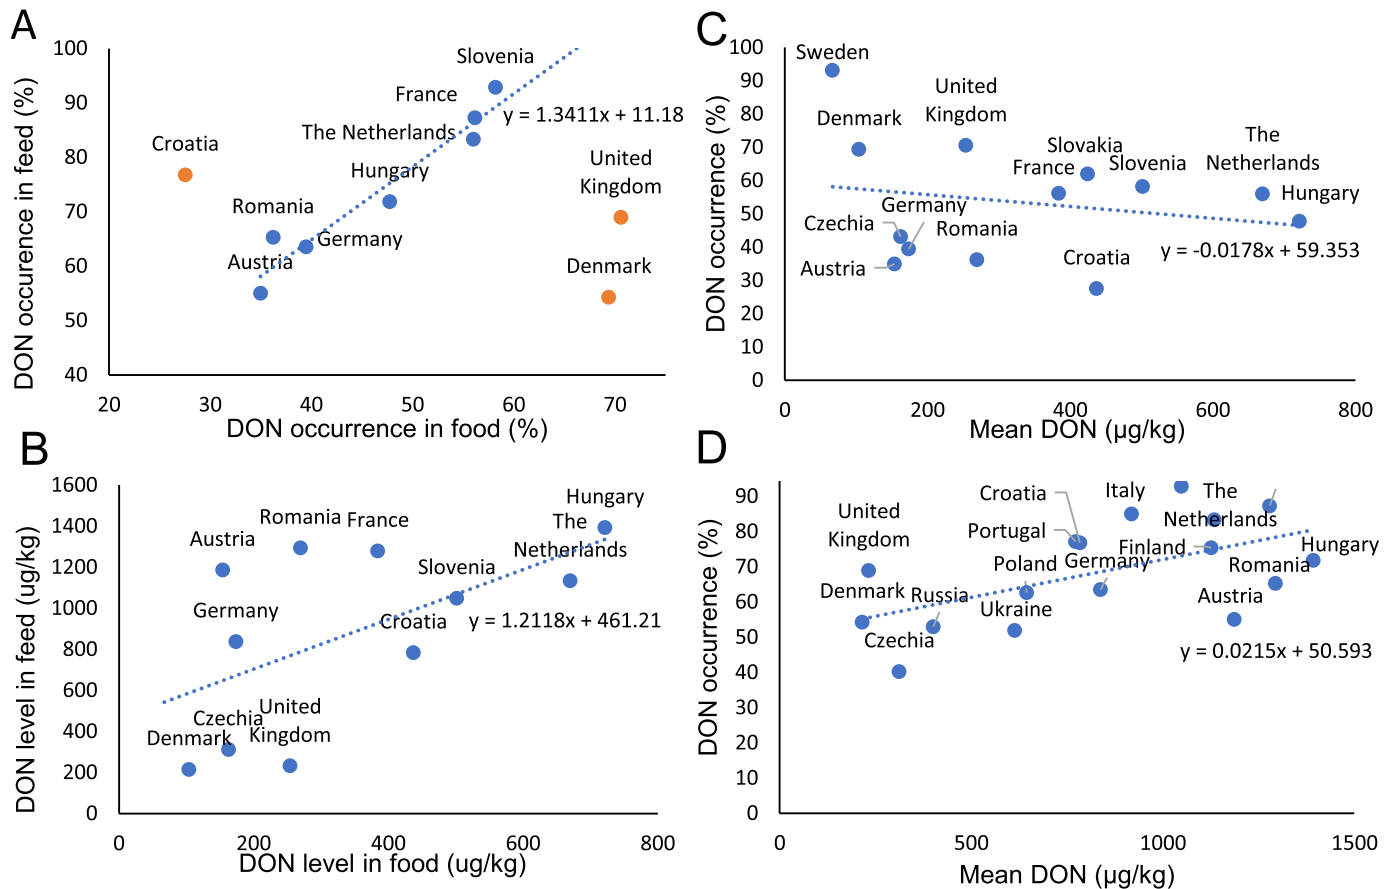 A
DON occurence in feed (%)
100
90
80
70
60
50
40
20
30
40
50
60
70
DON occurrence in food (%)
Slovenia
France
The Netherlands
Croatia
Hungary
United
Kingdom
Romania
Germany
Austria
Denmark
y = 1.3411x + 11.18
B
DON level in feed (ug/kg)
1600
1400
1200
1000
800
600
400
200
0
0
200
400
600
800
DON level in food (ug/kg)
Hungary
The
Netherlands
Romania
France
Austria
Slovenia
Germany
Croatia
y = 1.2118x + 461.21
Czechia
United
Kingdom
Denmark
C
DON occurrence (%)
100
90
80
70
60
50
40
30
20
10
0
0
200
400
600
800
Mean DON (µg/kg)
Sweden
Denmark
United
Kingdom
Slovakia
France
Slovenia
The
Netherlands
Hungary
Germany
Czechia
Romania
Austria
Croatia
y = -0.0178x + 59.353
D
DON occurrence (%)
90
80
70
60
50
40
30
20
10
0
0
500
1000
1500
Mean DON (µg/kg)
Croatia
Italy
The
Netherlands
United
Kingdom
Portugal
Finland
Hungary
Poland
Germany
Romania
Denmark
Russia
Ukraine
Austria
Czechia
y = 0.0215x + 50.593